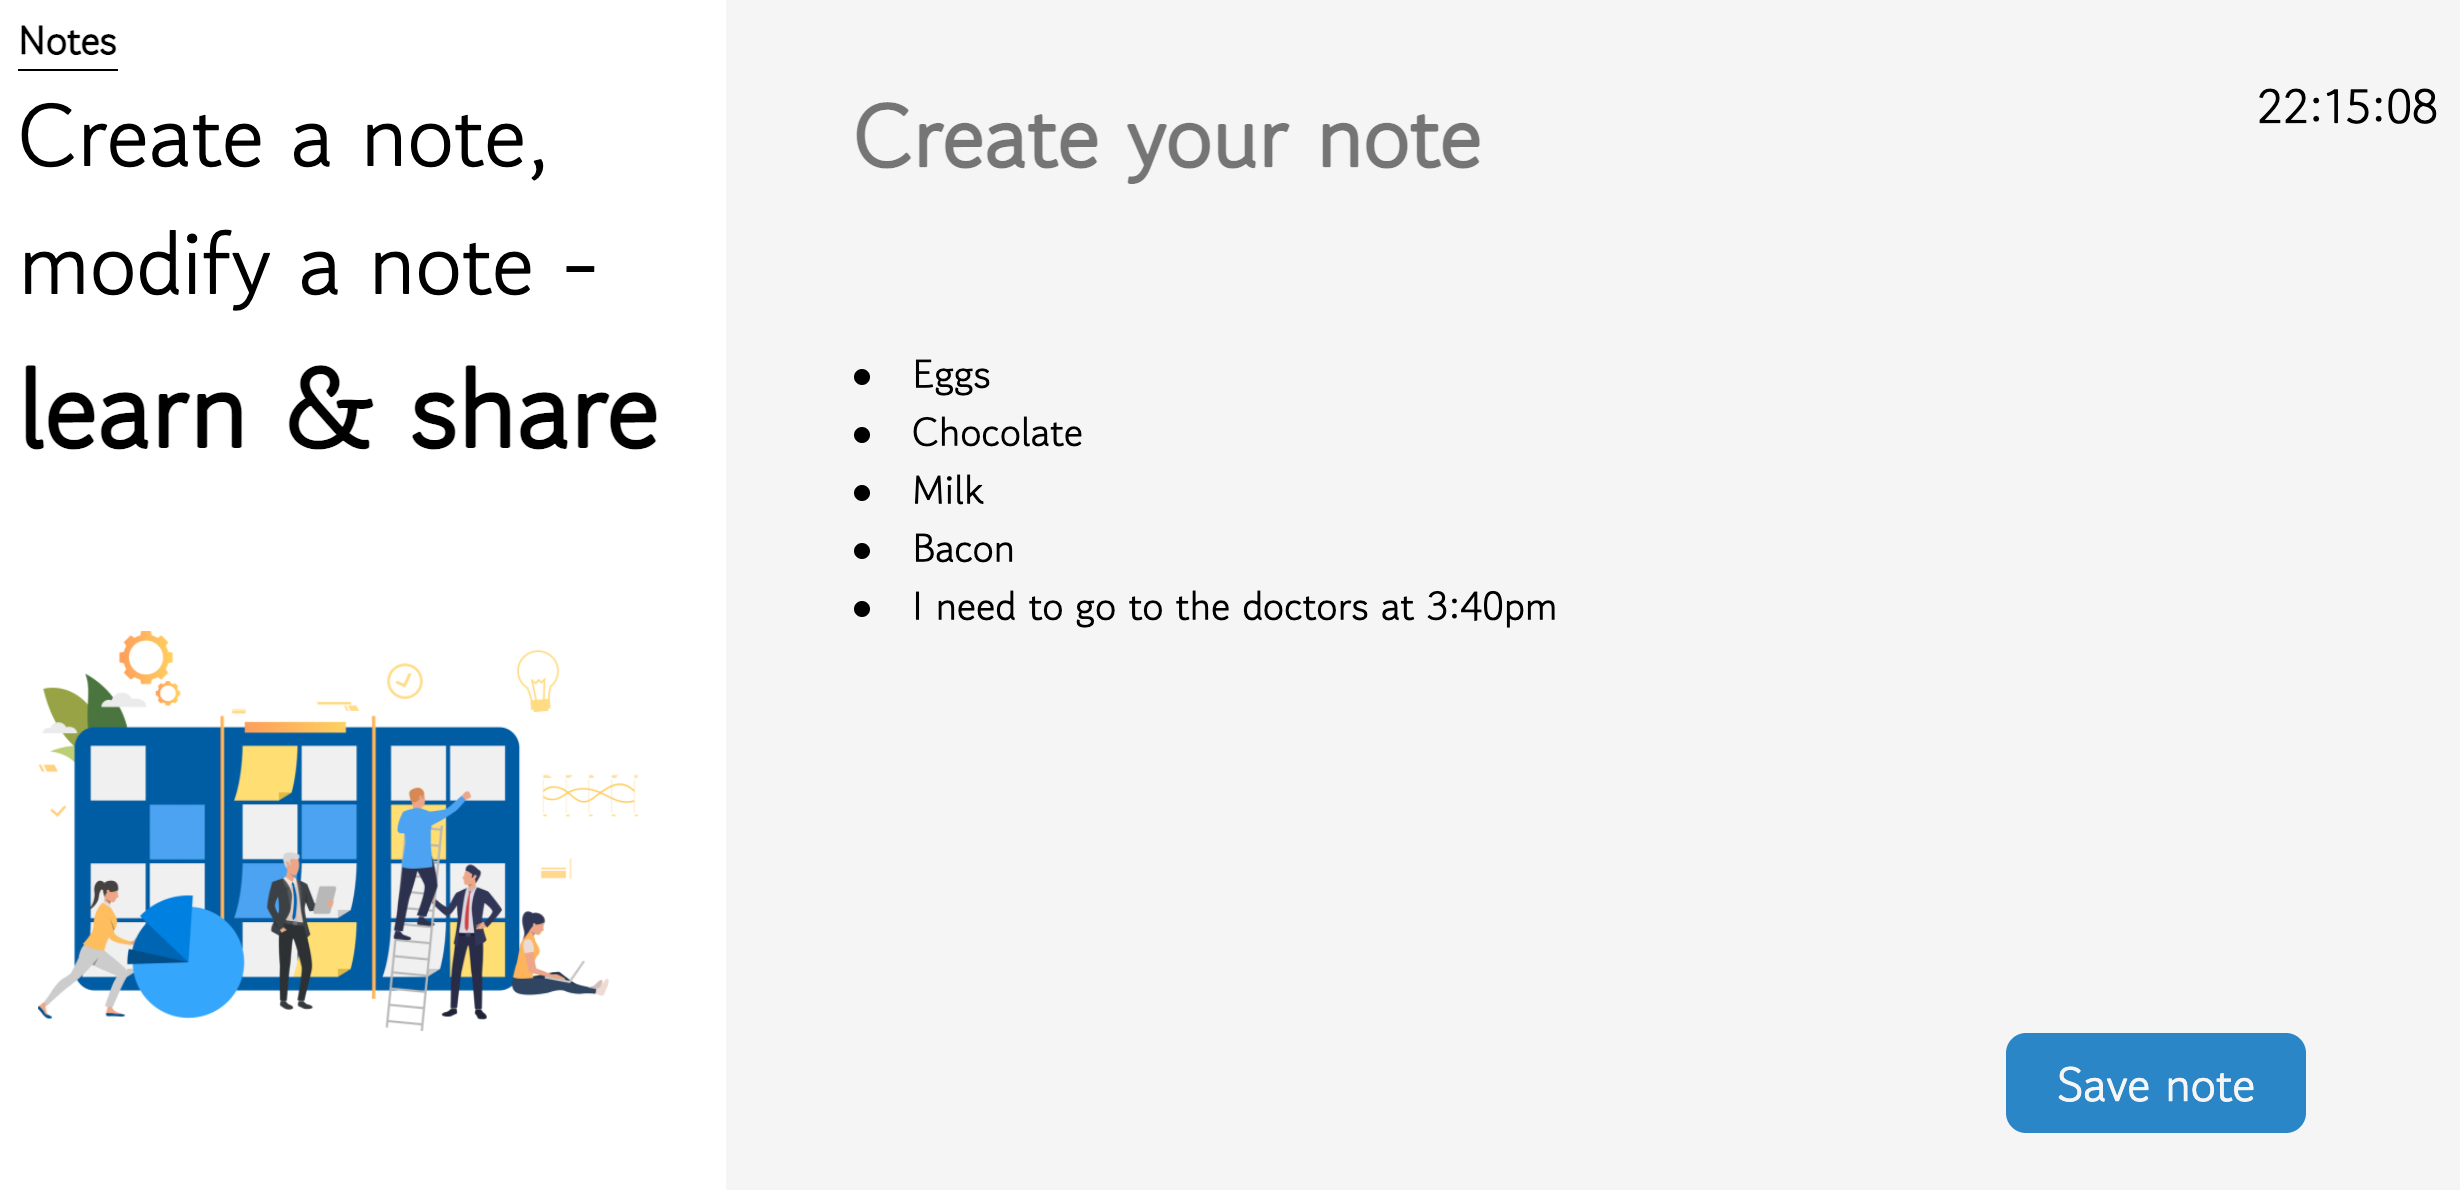 Notes
Create a note,
modify a note -
learn & share
Create your note
22:15:08
● Eggs
● Chocolate
● Milk
● Bacon
● I need to go to the doctors at 3:40pm
Save note